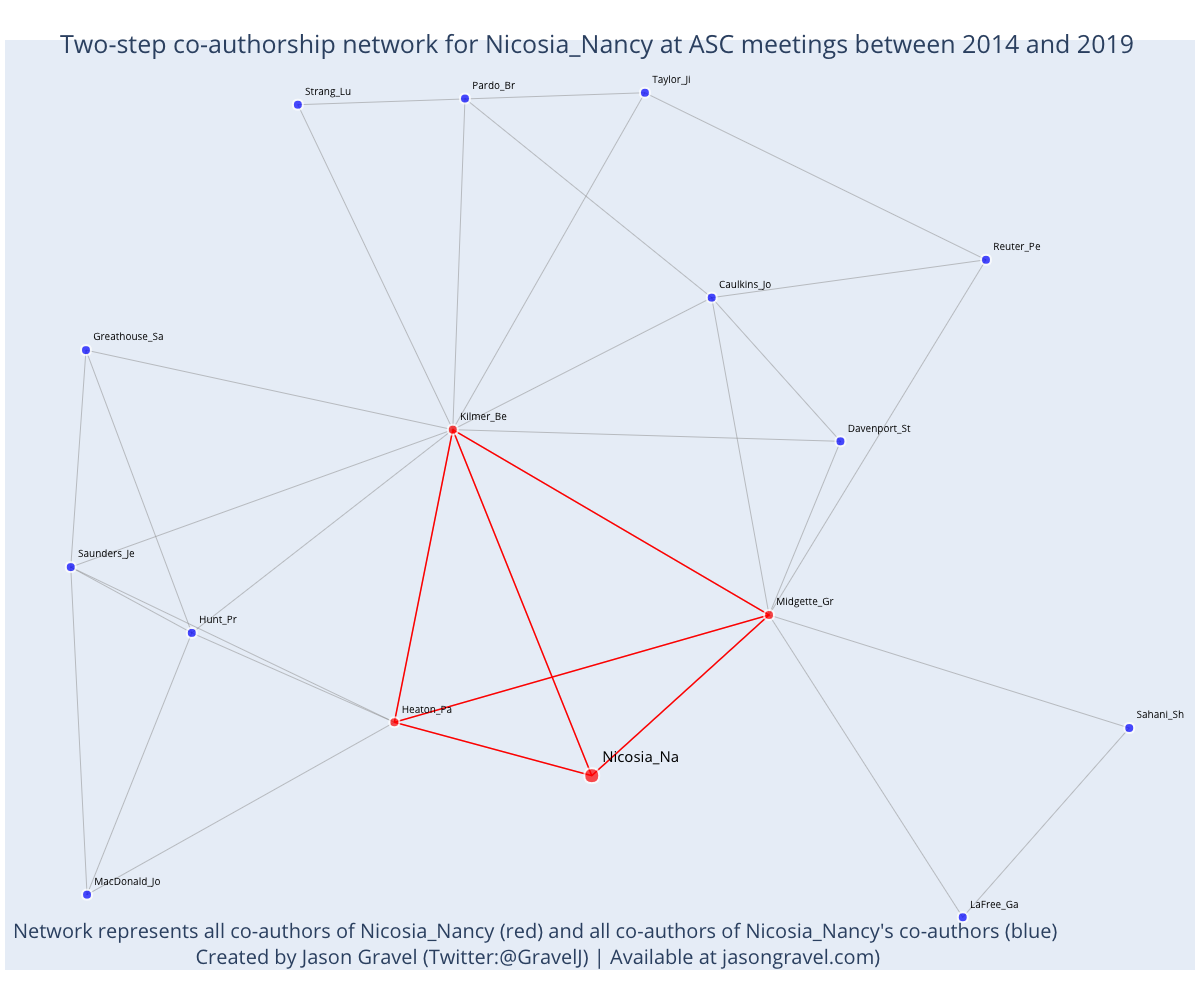 Two-step co-authorship network for Nicosia_Nancy at ASC meetings between 2014 and 2019
Taylor_Ji
Pardo_Br
Strang_Lu
Reuter_Pe
Caulkins_Jo
Greathouse_Sa
Kilmer_Be
Davenport_St
Saunders_Je
Midgette_Gr
Hunt_Pr
Heaton_Pa
Sahani_Sh
Nicosia_Na
MacDonald_Jo
LaFree_Ga
Network represents all co-authors of Nicosia_Nancy (red) and all co-authors of Nicosia_Nancy's co-authors (blue)
Created by Jason Gravel (Twitter:@GravelJ) | Available at jasongravel.com)